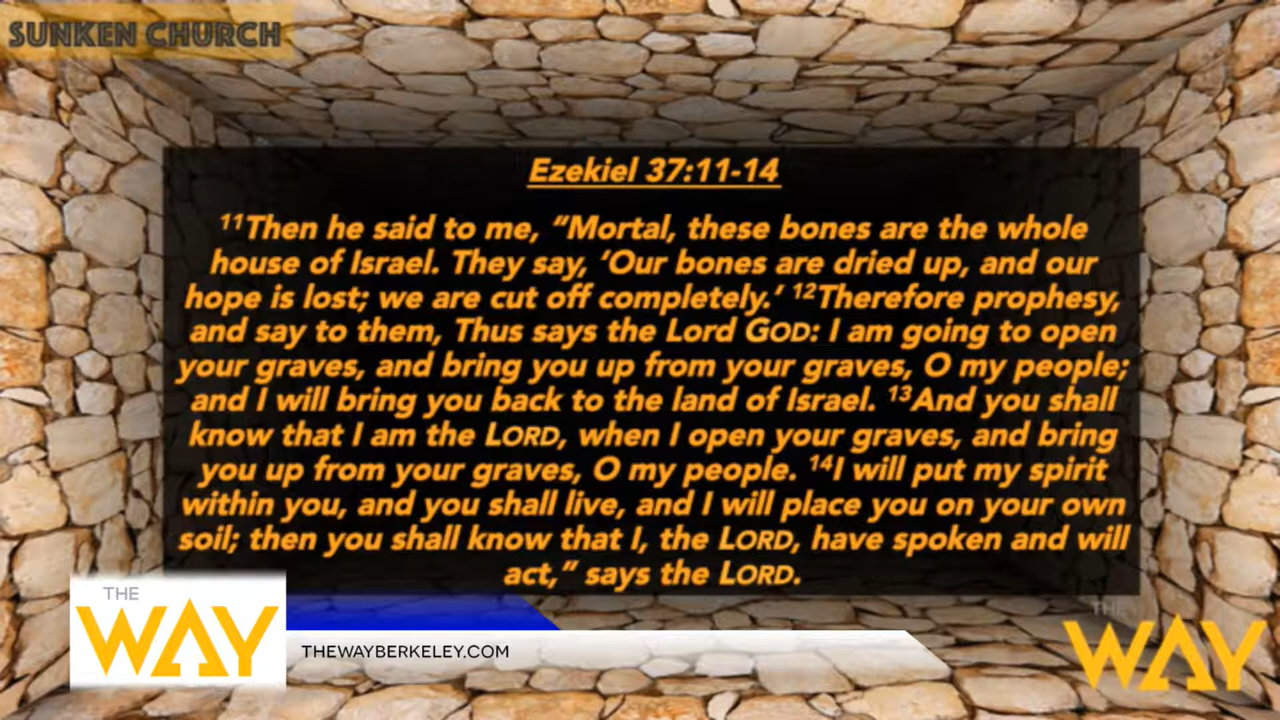 SUNKEN CHURCH
Ezekiel 37:11-14
¹¹Then he said to me, “Mortal, these bones are the whole
house of Israel. They say, ‘Our bones are dried up, and our
hope is lost; we are cut off completely.’ ¹²Therefore prophesy,
and say to them, Thus says the Lord GOD: I am going to open
your graves, and bring you up from your graves, O my people;
and I will bring you back to the land of Israel. ¹³And you shall
know that I am the LORD, when I open your graves, and bring
you up from your graves, O my people. ¹⁴I will put my spirit
within you, and you shall live, and I will place you on your own
soil; then you shall know that I, the LORD, have spoken and will
act,” says the LORD.
THE
WAY
THEWAYBERKELEY.COM
THE
WAY